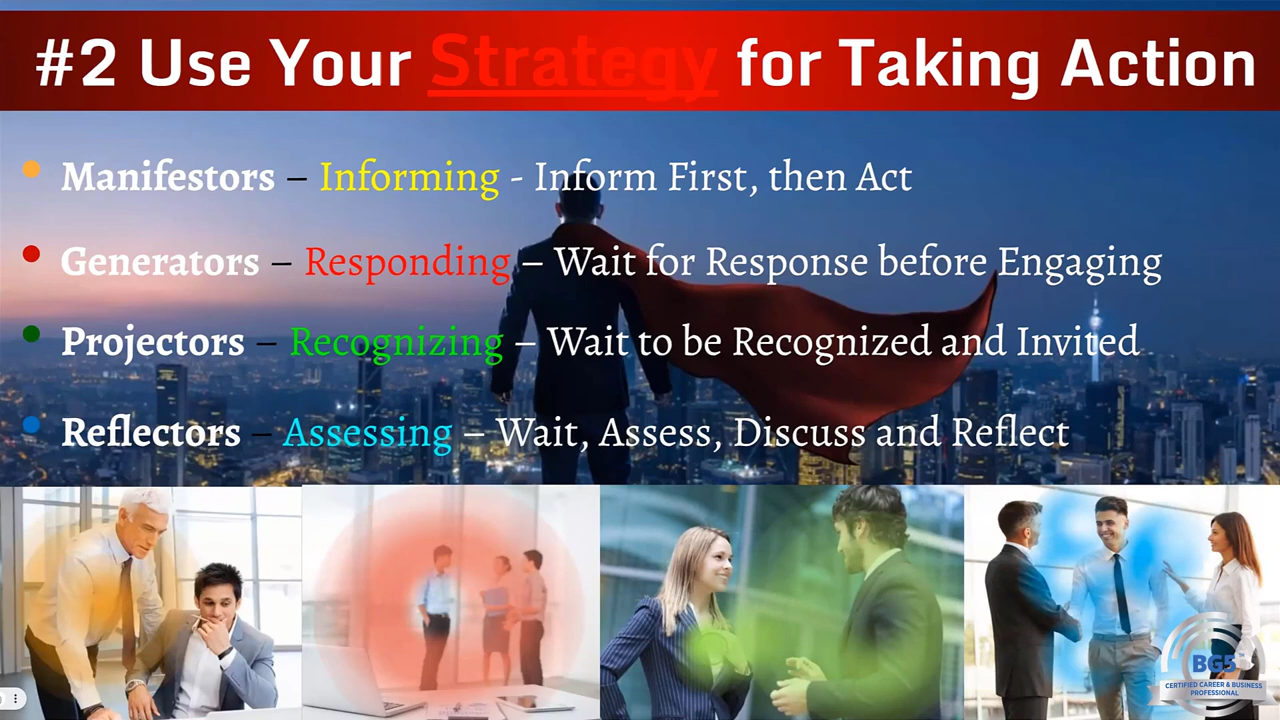 #2 Use Your Strategy for Taking Action
Manifestors – Informing - Inform First, then Act
Generators – Responding – Wait for Response before Engaging
Projectors – Recognizing – Wait to be Recognized and Invited
Reflectors – Assessing – Wait, Assess, Discuss and Reflect
BG5
CERTIFIED CAREER & BUSINESS
PROFESSIONAL